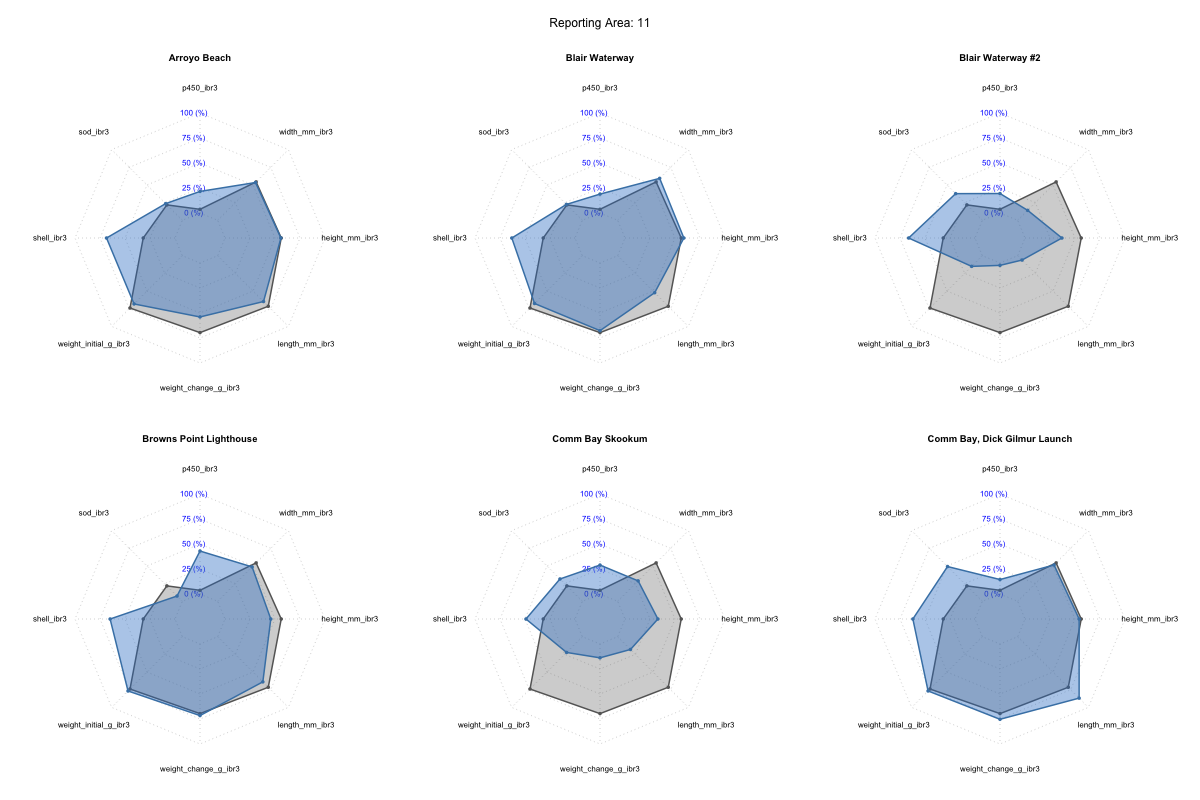 Reporting Area: 11
Arroyo Beach
p450_ibr3
100 (%)
sod_ibr3
width_mm_ibr3
75 (%)
50 (%)
25 (%)
0 (%)
shell_ibr3
height_mm_ibr3
weight_initial_g_ibr3
length_mm_ibr3
weight_change_g_ibr3
Blair Waterway
p450_ibr3
100 (%)
sod_ibr3
width_mm_ibr3
75 (%)
50 (%)
25 (%)
0 (%)
shell_ibr3
height_mm_ibr3
weight_initial_g_ibr3
length_mm_ibr3
weight_change_g_ibr3
Blair Waterway #2
p450_ibr3
100 (%)
sod_ibr3
width_mm_ibr3
75 (%)
50 (%)
25 (%)
0 (%)
shell_ibr3
height_mm_ibr3
weight_initial_g_ibr3
length_mm_ibr3
weight_change_g_ibr3
Browns Point Lighthouse
p450_ibr3
100 (%)
sod_ibr3
width_mm_ibr3
75 (%)
50 (%)
25 (%)
0 (%)
shell_ibr3
height_mm_ibr3
weight_initial_g_ibr3
length_mm_ibr3
weight_change_g_ibr3
Comm Bay Skookum
p450_ibr3
100 (%)
sod_ibr3
width_mm_ibr3
75 (%)
50 (%)
25 (%)
0 (%)
shell_ibr3
height_mm_ibr3
weight_initial_g_ibr3
length_mm_ibr3
weight_change_g_ibr3
Comm Bay, Dick Gilmur Launch
p450_ibr3
100 (%)
sod_ibr3
width_mm_ibr3
75 (%)
50 (%)
25 (%)
0 (%)
shell_ibr3
height_mm_ibr3
weight_initial_g_ibr3
length_mm_ibr3
weight_change_g_ibr3